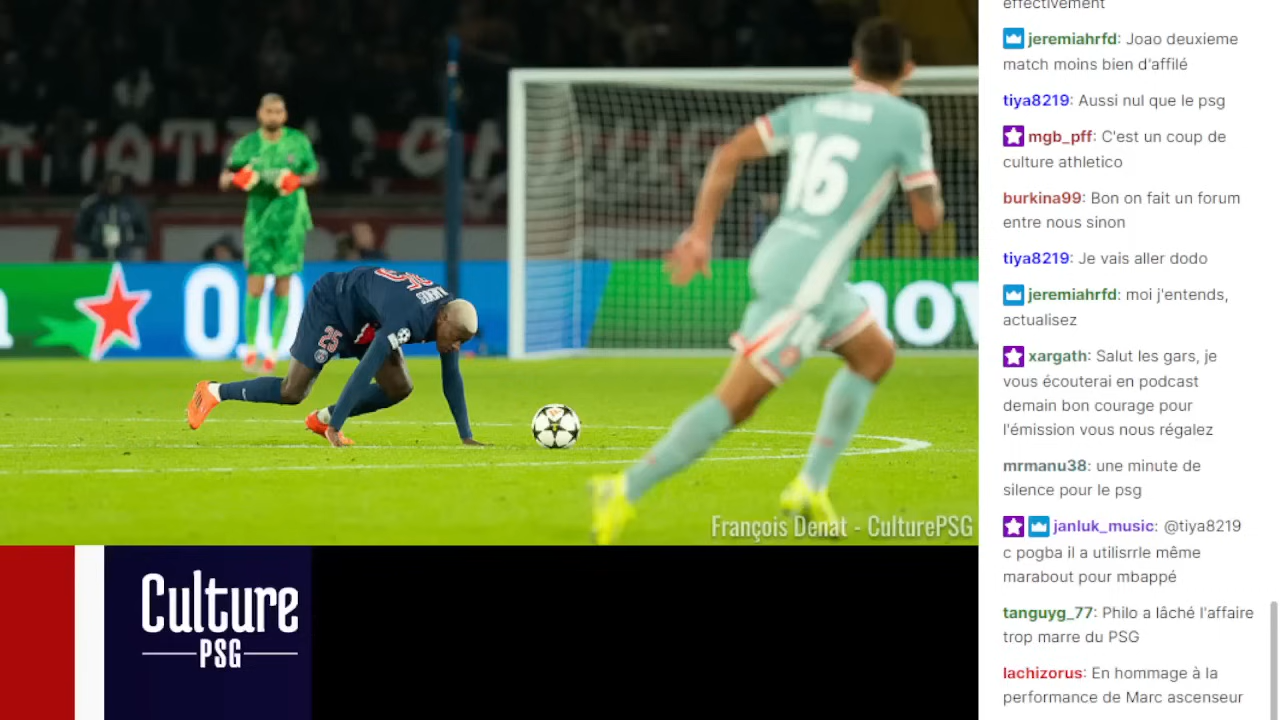 effectivement
jeremiahrfd: Joao deuxieme
match moins bien d'affilé
tiya8219: Aussi nul que le psg
mgb_pff: C'est un coup de
culture athletico
burkina99: Bon on fait un forum
entre nous sinon
tiya8219: Je vais aller dodo
jeremiahrfd: moi j'entends,
actualisez
xargath: Salut les gars, je
vous écouterai en podcast
demain bon courage pour
l'émission vous nous régalez
mrmanu38: une minute de
silence pour le psg
janluk_music: @tiya8219
c pogba il a utilisrrle même
marabout pour mbappé
tanguyg_77: Philo a lâché l'affaire
trop marre du PSG
lachizorus: En hommage à la
performance de Marc ascenseur
16
25
François Denat - CulturePSG
Culture
PSG